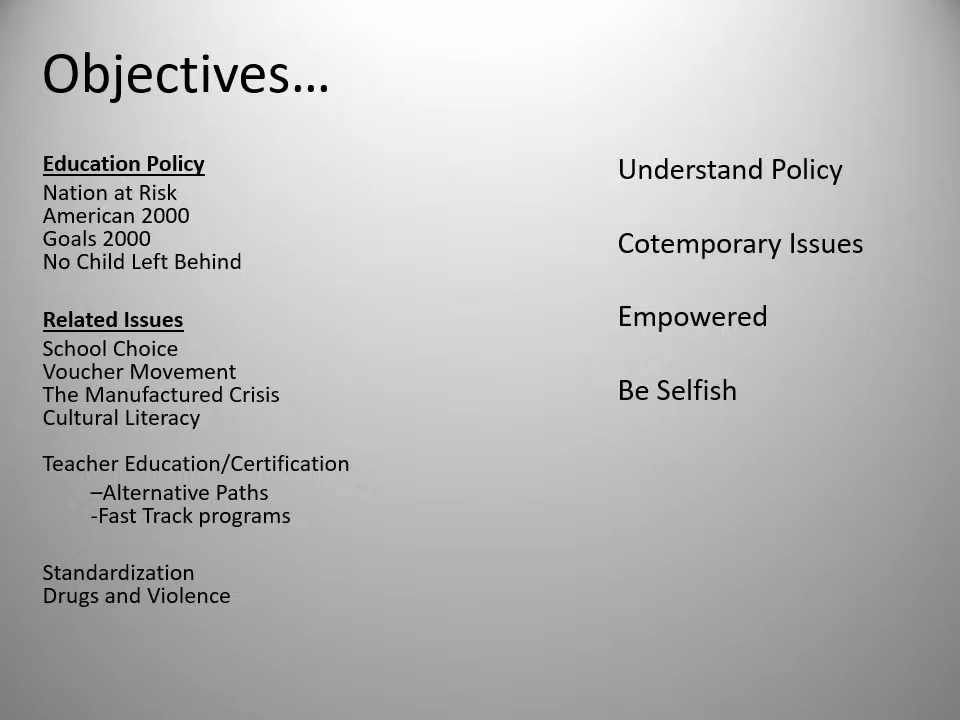 Objectives…
Education Policy
Nation at Risk
American 2000
Goals 2000
No Child Left Behind
Related Issues
School Choice
Voucher Movement
The Manufactured Crisis
Cultural Literacy
Teacher Education/Certification
–Alternative Paths
-Fast Track programs
Standardization
Drugs and Violence
Understand Policy
Cotemporary Issues
Empowered
Be Selfish